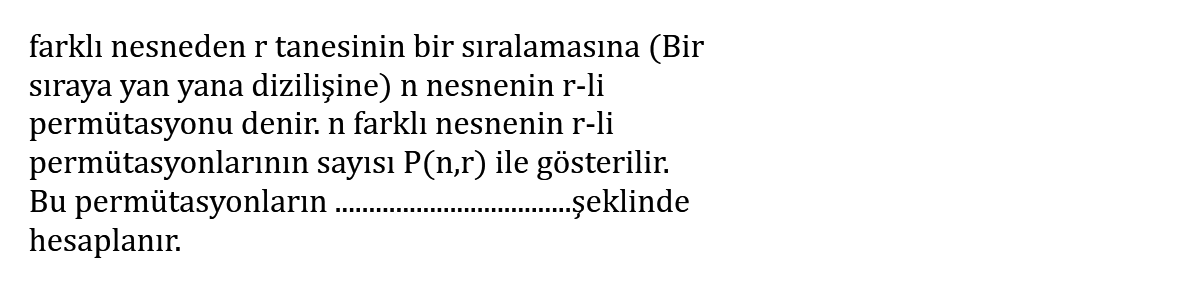 farklı nesneden r tanesinin bir sıralamasına (Bir
sıraya yan yana dizilişine) n nesnenin r-li
permütasyonu denir. n farklı nesnenin r-li
permütasyonlarının sayısı P(n,r) ile gösterilir.
Bu permütasyonların ...................................şeklinde
hesaplanır.